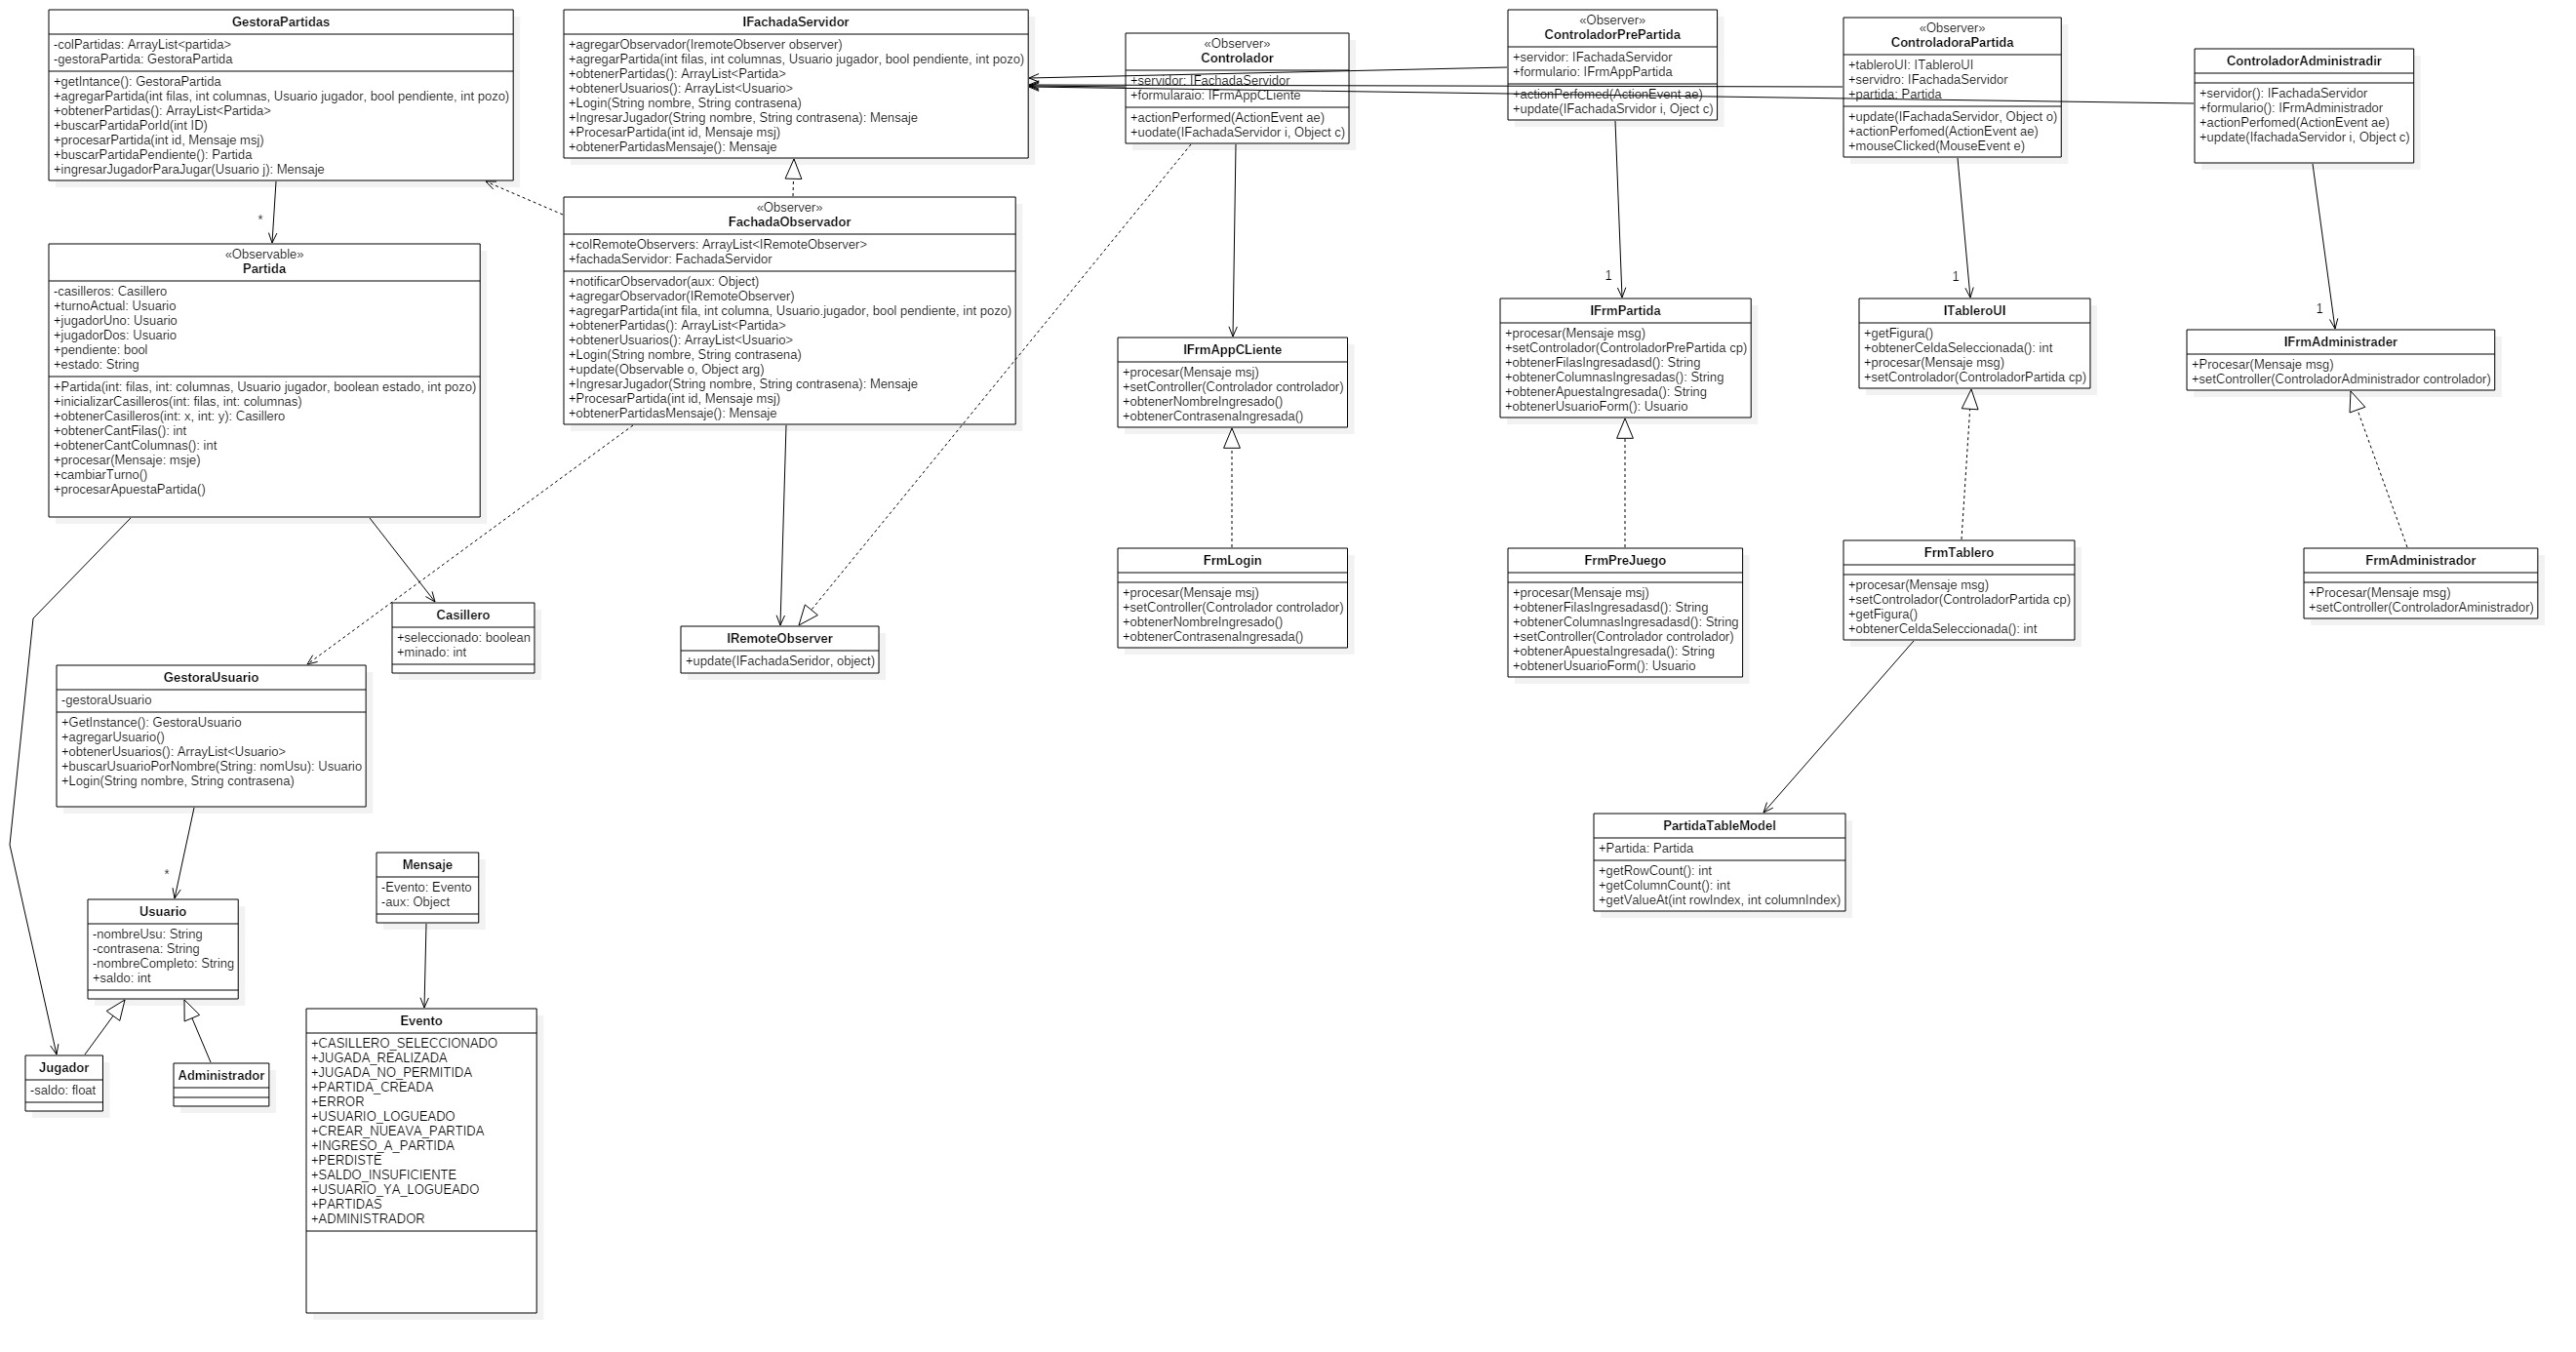 GestoraPartidas
-colPartidas: ArrayList<partida>
-gestoraPartida: GestoraPartida
+getIntance(): GestoraPartida
+agregarPartida(int filas, int columnas, Usuario jugador, bool pendiente, int pozo)
+obtenerPartidas(): ArrayList<Partida>
+buscarPartidaPorId(int ID)
+procesarPartida(int id, Mensaje msj)
+buscarPartidaPendiente(): Partida
+ingresarJugadorParaJugar(Usuario j): Mensaje
IFachadaServidor
+agregarObservador(IremoteObserver observer)
+agregarPartida(int filas, int columnas, Usuario jugador, bool pendiente, int pozo)
+obtenerPartidas(): ArrayList<Partida>
+obtenerUsuarios(): ArrayList<Usuario>
+Login(String nombre, String contrasena)
+IngresarJugador(String nombre, String contrasena): Mensaje
+ProcesarPartida(int id, Mensaje msj)
+obtenerPartidasMensaje(): Mensaje
«Observer»
Controlador
+servidor: IFachadaServidor
+formularaio: IFrmAppCLiente
+actionPerformed(ActionEvent ae)
+uodate(IFachadaServidor i, Object c)
«Observer»
ControladorPrePartida
+servidor: IFachadaServidor
+formulario: IFrmAppPartida
+actionPerfomed(ActionEvent ae)
+update(IFachadaSrvidor i, Oject c)
«Observer»
ControladoraPartida
+tableroUI: ITableroUI
+servidro: IFachadaServidor
+partida: Partida
+update(IFachadaServidor, Object o)
+actionPerfomed(ActionEvent ae)
+mouseClicked(MouseEvent e)
ControladorAdministradir
+servidor(): IFachadaServidor
+formulario(): IFrmAdministrador
+actionPerfomed(ActionEvent ae)
+update(IfachadaServidor i, Object c)
*
«Observable»
Partida
-casilleros: Casillero
+turnoActual: Usuario
+jugadorUno: Usuario
+jugadorDos: Usuario
+pendiente: bool
+estado: String
+Partida(int: filas, int: columnas, Usuario jugador, boolean estado, int pozo)
+inicializarCasilleros(int: filas, int: columnas)
+obtenerCasilleros(int: x, int: y): Casillero
+obtenerCantFilas(): int
+obtenerCantColumnas(): int
+procesar(Mensaje: msje)
+cambiarTurno()
+procesarApuestaPartida()
«Observer»
FachadaObservador
+colRemoteObservers: ArrayList<IRemoteObserver>
+fachadaServidor: FachadaServidor
+notificarObservador(aux: Object)
+agregarObservador(IRemoteObserver)
+agregarPartida(int fila, int columna, Usuario.jugador, bool pendiente, int pozo)
+obtenerPartidas(): ArrayList<Partida>
+obtenerUsuarios(): ArrayList<Usuario>
+Login(String nombre, String contrasena)
+update(Observable o, Object arg)
+IngresarJugador(String nombre, String contrasena): Mensaje
+ProcesarPartida(int id, Mensaje msj)
+obtenerPartidasMensaje(): Mensaje
IFrmAppCLiente
+procesar(Mensaje msj)
+setController(Controlador controlador)
+obtenerNombreIngresado()
+obtenerContrasenaIngresada()
1
IFrmPartida
+procesar(Mensaje msg)
+setControlador(ControladorPrePartida cp)
+obtenerFilasIngresadasd(): String
+obtenerColumnasIngresadas(): String
+obtenerApuestaIngresada(): String
+obtenerUsuarioForm(): Usuario
1
ITableroUI
+getFigura()
+obtenerCeldaSeleccionada(): int
+procesar(Mensaje msg)
+setControlador(ControladorPartida cp)
1
IFrmAdministrader
+Procesar(Mensaje msg)
+setController(ControladorAdministrador controlador)
FrmLogin
+procesar(Mensaje msj)
+setController(Controlador controlador)
+obtenerNombreIngresado()
+obtenerContrasenaIngresada()
FrmPreJuego
+procesar(Mensaje msj)
+obtenerFilasIngresadasd(): String
+obtenerColumnasIngresadasd(): String
+setController(Controlador controlador)
+obtenerApuestaIngresada(): String
+obtenerUsuarioForm(): Usuario
FrmTablero
+procesar(Mensaje msg)
+setControlador(ControladorPartida cp)
+getFigura()
+obtenerCeldaSeleccionada(): int
FrmAdministrador
+Procesar(Mensaje msg)
+setController(ControladorAministrador)
Casillero
+seleccionado: boolean
+minado: int
IRemoteObserver
+update(IFachadaSeridor, object)
GestoraUsuario
-gestoraUsuario
+GetInstance(): GestoraUsuario
+agregarUsuario()
+obtenerUsuarios(): ArrayList<Usuario>
+buscarUsuarioPorNombre(String: nomUsu): Usuario
+Login(String nombre, String contrasena)
PartidaTableModel
+Partida: Partida
+getRowCount(): int
+getColumnCount(): int
+getValueAt(int rowIndex, int columnIndex)
*
Usuario
-nombreUsu: String
-contrasena: String
-nombreCompleto: String
+saldo: int
Mensaje
-Evento: Evento
-aux: Object
Jugador
-saldo: float
Administrador
Evento
+CASILLERO_SELECCIONADO
+JUGADA_REALIZADA
+JUGADA_NO_PERMITIDA
+PARTIDA_CREADA
+ERROR
+USUARIO_LOGUEADO
+CREAR_NUEAVA_PARTIDA
+INGRESO_A_PARTIDA
+PERDISTE
+SALDO_INSUFICIENTE
+USUARIO_YA_LOGUEADO
+PARTIDAS
+ADMINISTRADOR